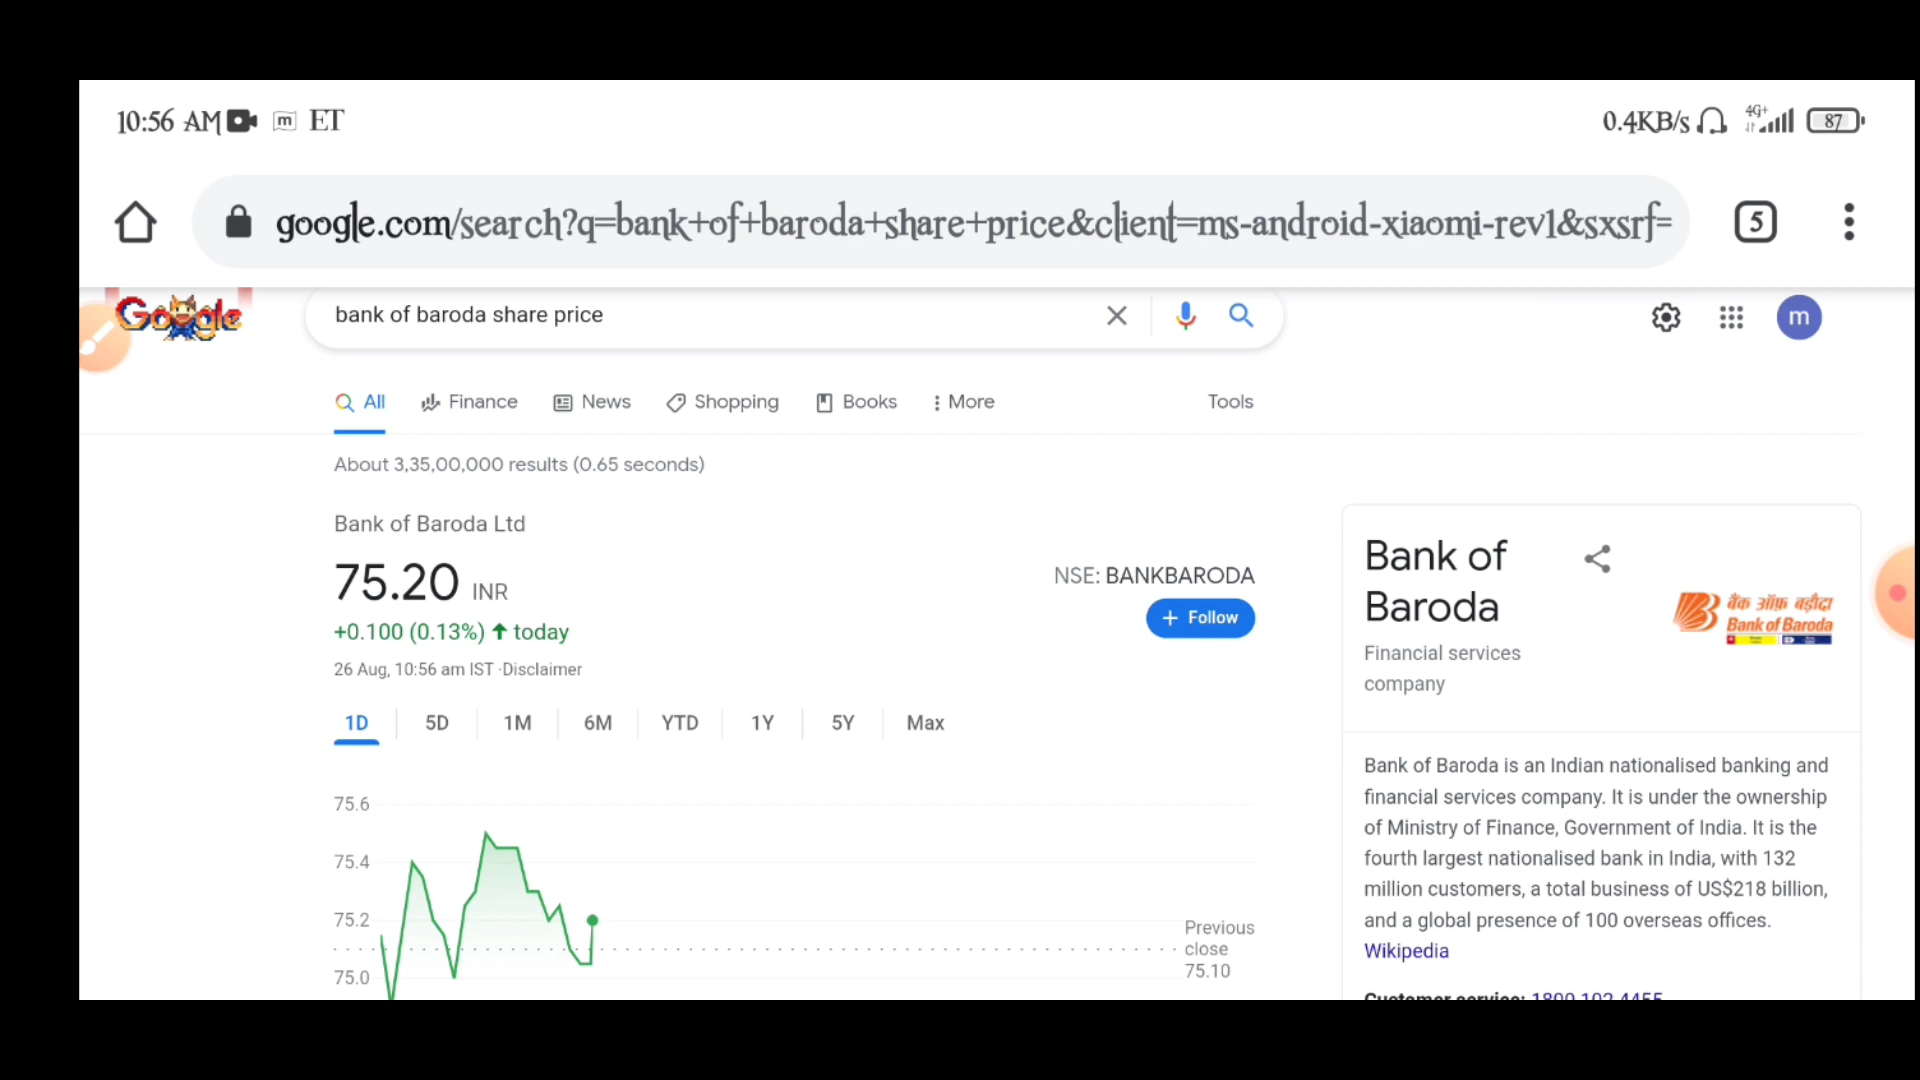 10:56 AM m ET
0.4KB/s 4G+ 87
google.com/search?q=bank+of+baroda+share+price&client=ms-android-xiaomi-rev1&sxsrf=
5
Google
bank of baroda share price
m
All Finance News Shopping Books More Tools
About 3,35,00,000 results (0.65 seconds)
Bank of Baroda Ltd
75.20 INR
NSE: BANKBARODA
+ Follow
+0.100 (0.13%) ↑ today
26 Aug, 10:56 am IST ·Disclaimer
1D 5D 1M 6M YTD 1Y 5Y Max
75.6
75.4
75.2
75.0
Previous
close
75.10
Bank of
Baroda
Financial services
company
बैंक ऑफ़ बड़ौदा
Bank of Baroda
Bank of Baroda is an Indian nationalised banking and
financial services company. It is under the ownership
of Ministry of Finance, Government of India. It is the
fourth largest nationalised bank in India, with 132
million customers, a total business of US$218 billion,
and a global presence of 100 overseas offices.
Wikipedia
Customer service: 1800 102 4455